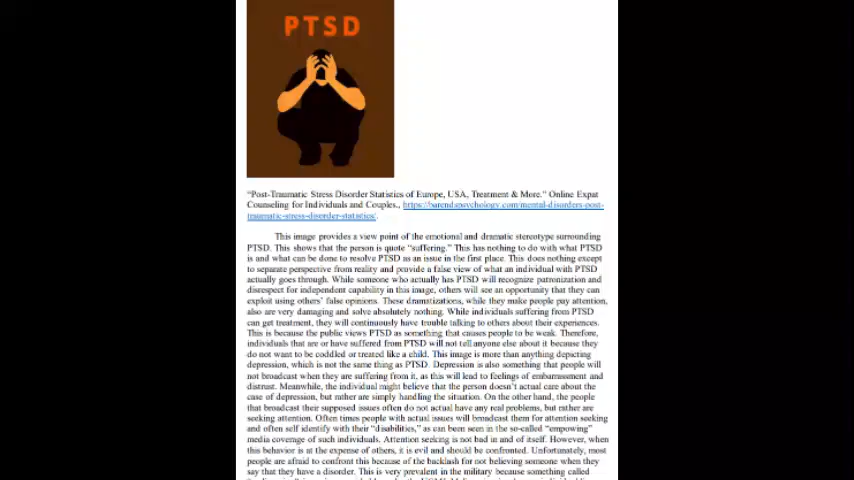 PTSD
“Post-Traumatic Stress Disorder Statistics of Europe, USA, Treatment & More.” Online Expat
Counseling for Individuals and Couples., https://barendspsychology.com/mental-disorders-post-
traumatic-stress-disorder-statistics/.
This image provides a view point of the emotional and dramatic stereotype surrounding
PTSD. This shows that the person is quote “suffering.” This has nothing to do with what PTSD
is and what can be done to resolve PTSD as an issue in the first place. This does nothing except
to separate perspective from reality and provide a false view of what an individual with PTSD
actually goes through. While someone who actually has PTSD will recognize patronization and
disrespect for independent capability in this image, others will see an opportunity that they can
exploit using others’ false opinions. These dramatizations, while they make people pay attention,
also are very damaging and solve absolutely nothing. While individuals suffering from PTSD
can get treatment, they will continuously have trouble talking to others about their experiences.
This is because the public views PTSD as something that causes people to be weak. Therefore,
individuals that are or have suffered from PTSD will not tell anyone else about it because they
do not want to be coddled or treated like a child. This image is more than anything depicting
depression, which is not the same thing as PTSD. Depression is also something that people will
not broadcast when they are suffering from it, as this will lead to feelings of embarrassment and
distrust. Meanwhile, the individual might believe that the person doesn’t actual care about the
case of depression, but rather are simply handling the situation. On the other hand, the people
that broadcast their supposed issues often do not actual have any real problems, but rather are
seeking attention. Often times people with actual issues will broadcast them for attention seeking
and often self identify with their “disabilities,” as can been seen in the so-called “empowing”
media coverage of such individuals. Attention seeking is not bad in and of itself. However, when
this behavior is at the expense of others, it is evil and should be confronted. Unfortunately, most
people are afraid to confront this because of the backlash for not believing someone when they
say that they have a disorder. This is very prevalent in the military because something called